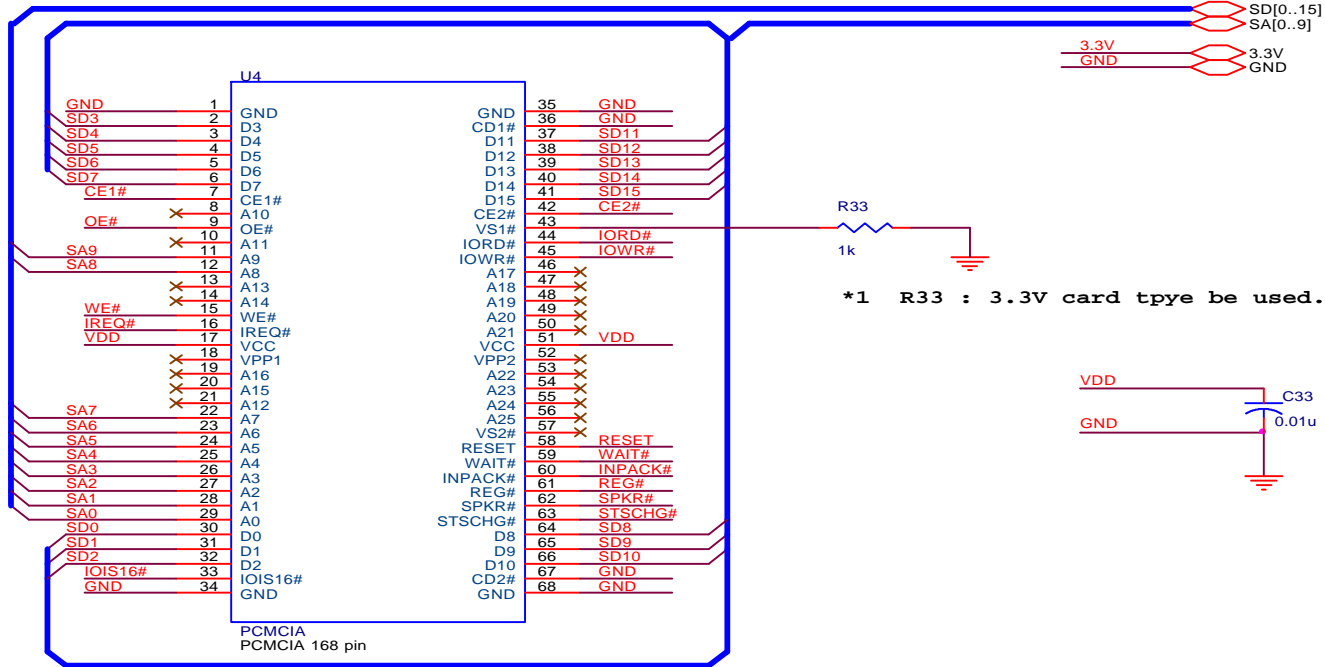 SD[0..15]
SA[0..9]
3.3V 3.3V
GND GND
U4
GND 1 GND
SD3 2 D3
SD4 3 D4
SD5 4 D5
SD6 5 D6
SD7 6 D7
CE1# 7 CE1#
8 A10
OE# 9 OE#
10 A11
SA9 11 A9
SA8 12 A8
13 A13
14 A14
WE# 15 WE#
IREQ# 16 IREQ#
VDD 17 VCC
18 VPP1
19 A16
20 A15
21 A12
SA7 22 A7
SA6 23 A6
SA5 24 A5
SA4 25 A4
SA3 26 A3
SA2 27 A2
SA1 28 A1
SA0 29 A0
SD0 30 D0
SD1 31 D1
SD2 32 D2
IOIS16# 33 IOIS16#
GND 34 GND
GND 35 GND
CD1# 36 GND
D11 37 SD11
D12 38 SD12
D13 39 SD13
D14 40 SD14
D15 41 SD15
CE2# 42 CE2#
VS1# 43
IORD# 44 IORD#
IOWR# 45 IOWR#
A17 46
A18 47
A19 48
A20 49
A21 50
VCC 51 VDD
VPP2 52
A22 53
A23 54
A24 55
A25 56
VS2# 57
RESET 58 RESET
WAIT# 59 WAIT#
INPACK# 60 INPACK#
REG# 61 REG#
SPKR# 62 SPKR#
STSCHG# 63 STSCHG#
D8 64 SD8
D9 65 SD9
D10 66 SD10
CD2# 67 GND
GND 68 GND
PCMCIA
PCMCIA 168 pin
R33
1k
*1 R33 : 3.3V card tpye be used.
VDD
C33
0.01u
GND